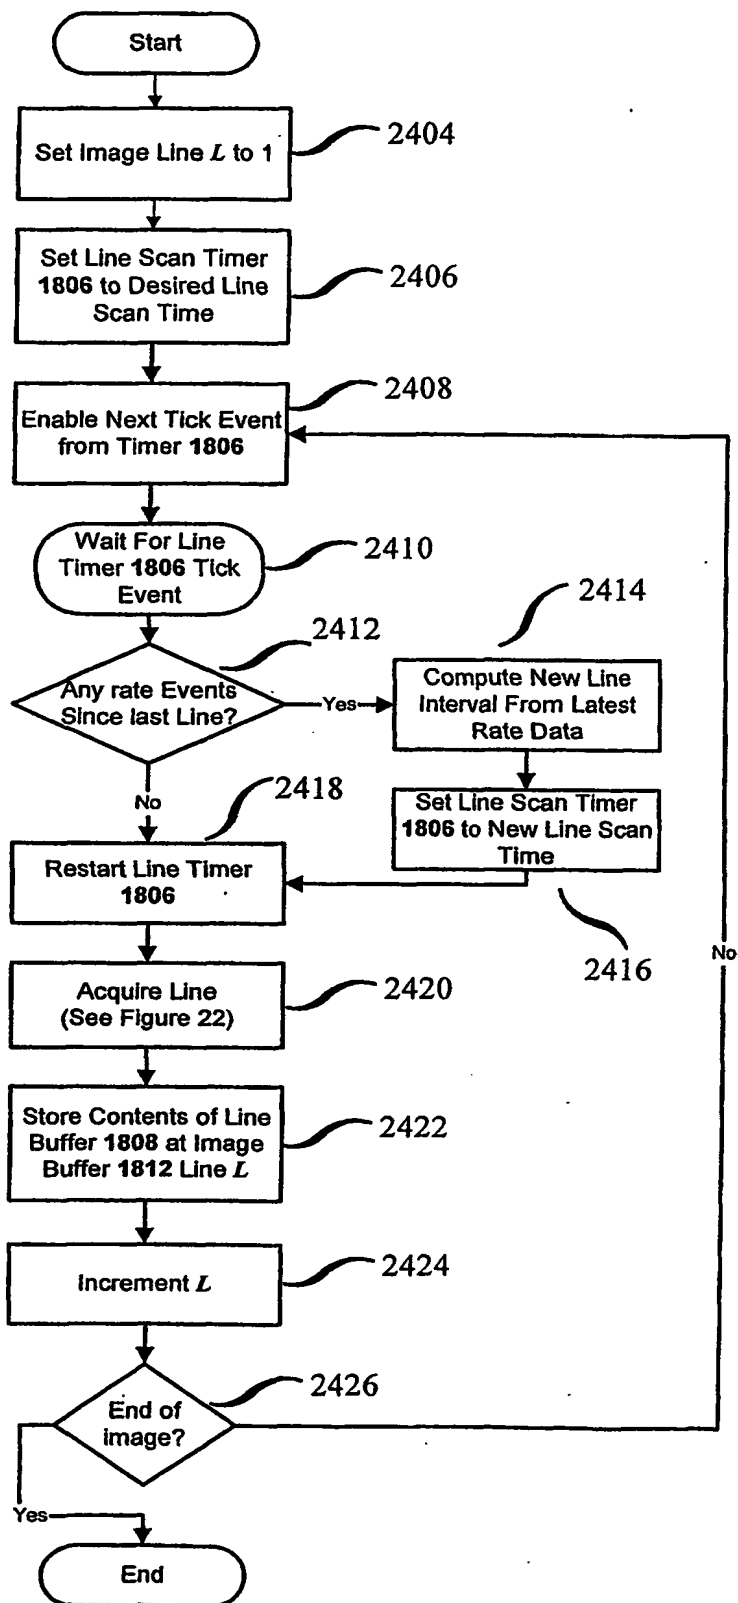 Start
Set Image Line L to 1
2404
Set Line Scan Timer
1806 to Desired Line
Scan Time
2406
Enable Next Tick Event
from Timer 1806
2408
Wait For Line
Timer 1806 Tick
Event
2410
Any rate Events
Since last Line?
2412
Yes
No
Compute New Line
Interval From Latest
Rate Data
2414
Set Line Scan Timer
1806 to New Line Scan
Time
2416
Restart Line Timer
1806
2418
Acquire Line
(See Figure 22)
2420
Store Contents of Line
Buffer 1808 at Image
Buffer 1812 Line L
2422
Increment L
2424
End of
image?
2426
No
Yes
End